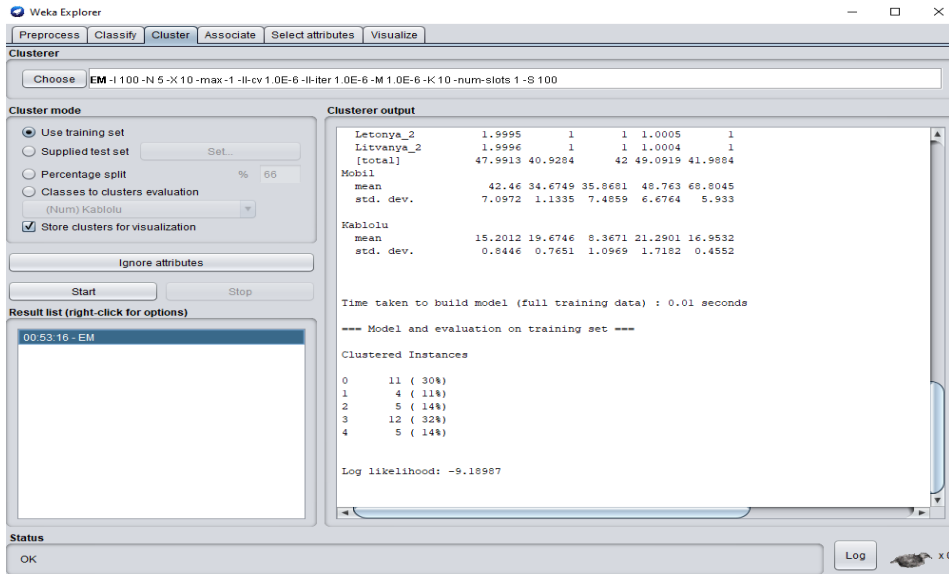 Weka Explorer
Preprocess Classify Cluster Associate Select attributes Visualize
Clusterer
Choose EM -I 100 -N 5 -X 10 -max -1 -ll-cv 1.0E-6 -ll-iter 1.0E-6 -M 1.0E-6 -K 10 -num-slots 1 -S 100
Cluster mode
Use training set
Supplied test set Set...
Percentage split % 66
Classes to clusters evaluation
(Num) Kablolu
Store clusters for visualization
Ignore attributes
Start Stop
Result list (right-click for options)
00:53:16 - EM
Clusterer output
Letonya_2 1.9995 1 1 1.0005 1
Litvanya_2 1.9996 1 1 1.0004 1
[total] 47.9913 40.9284 42 49.0919 41.9884
Mobil
mean 42.46 34.6749 35.8681 48.763 68.8045
std. dev. 7.0972 1.1335 7.4859 6.6764 5.933
Kablolu
mean 15.2012 19.6746 8.3671 21.2901 16.9532
std. dev. 0.8446 0.7651 1.0969 1.7182 0.4552
Time taken to build model (full training data) : 0.01 seconds
=== Model and evaluation on training set ===
Clustered Instances
0 11 ( 30%)
1 4 ( 11%)
2 5 ( 14%)
3 12 ( 32%)
4 5 ( 14%)
Log likelihood: -9.18987
Status
OK
Log x 0